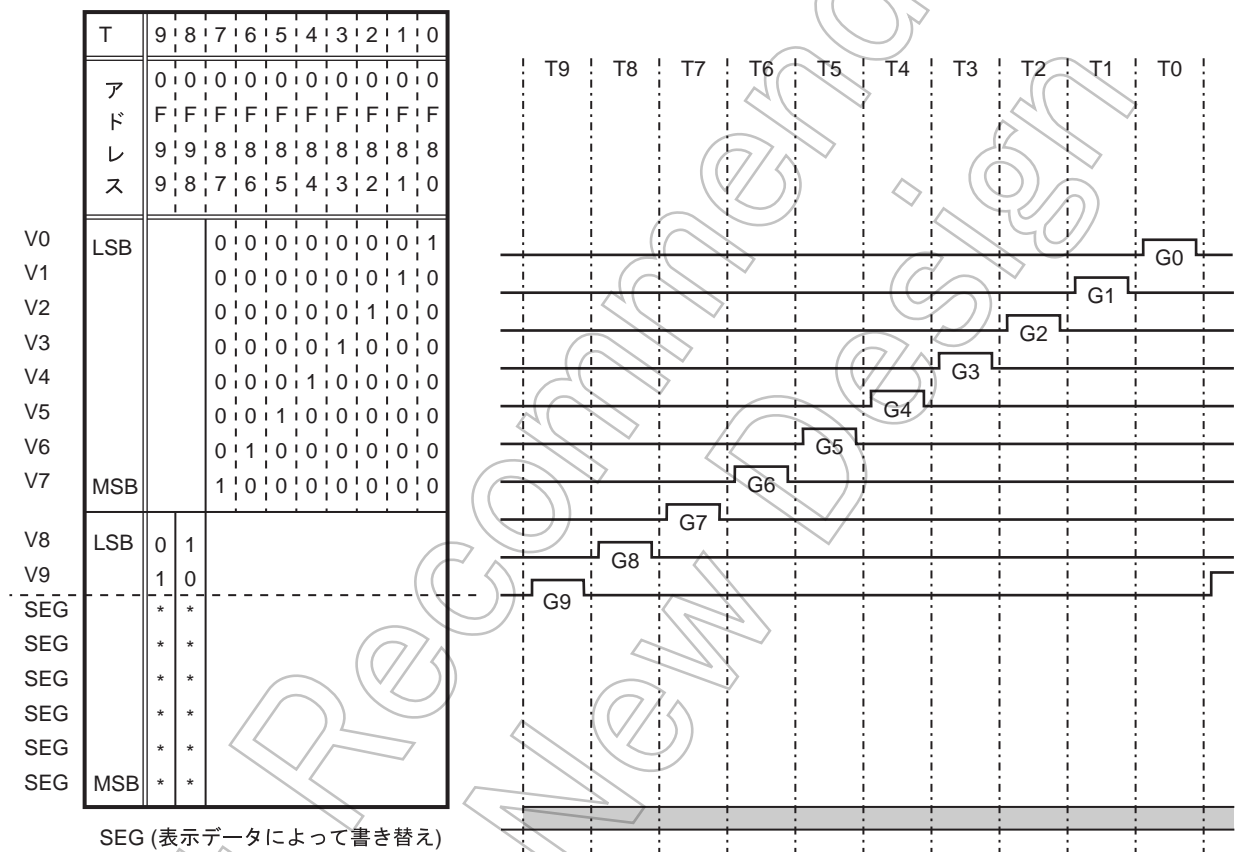 T 9 8 7 6 5 4 3 2 1 0
アドレス
0 0 0 0 0 0 0 0 0 0
F F F F F F F F F F
9 9 8 8 8 8 8 8 8 8
9 8 7 6 5 4 3 2 1 0
V0 LSB 0 0 0 0 0 0 0 1
V1 0 0 0 0 0 0 1 0
V2 0 0 0 0 0 1 0 0
V3 0 0 0 0 1 0 0 0
V4 0 0 0 1 0 0 0 0
V5 0 0 1 0 0 0 0 0
V6 0 1 0 0 0 0 0 0
V7 MSB 1 0 0 0 0 0 0 0
V8 LSB 0 1
V9 1 0
SEG * *
SEG * *
SEG * *
SEG * *
SEG * *
SEG MSB * *
SEG (表示データによって書き替え)
T9 T8 T7 T6 T5 T4 T3 T2 T1 T0
G0
G1
G2
G3
G4
G5
G6
G7
G8
G9
Recommend
New Design